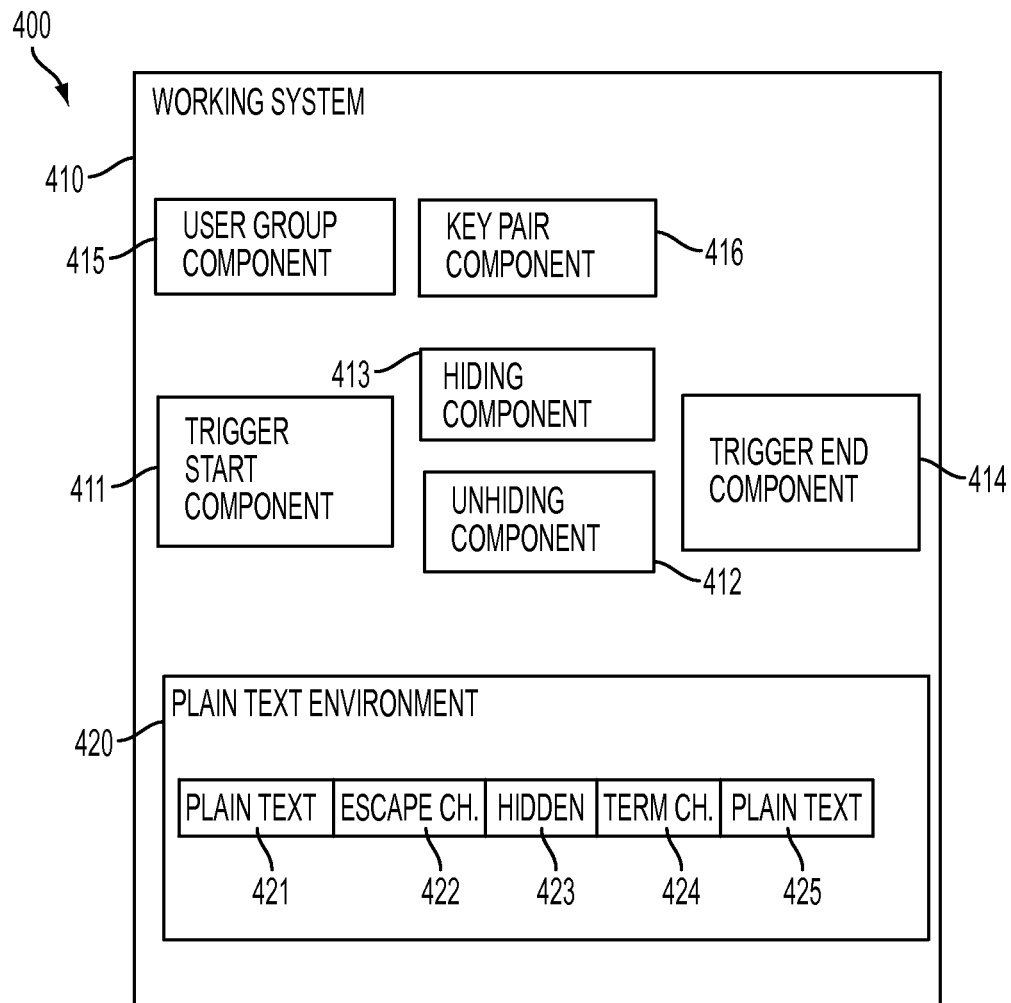 400
WORKING SYSTEM
410
USER GROUP
COMPONENT
415
KEY PAIR
COMPONENT
416
413
HIDING
COMPONENT
TRIGGER
START
COMPONENT
411
UNHIDING
COMPONENT
412
TRIGGER END
COMPONENT
414
PLAIN TEXT ENVIRONMENT
420
PLAIN TEXT ESCAPE CH. HIDDEN TERM CH. PLAIN TEXT
421 422 423 424 425